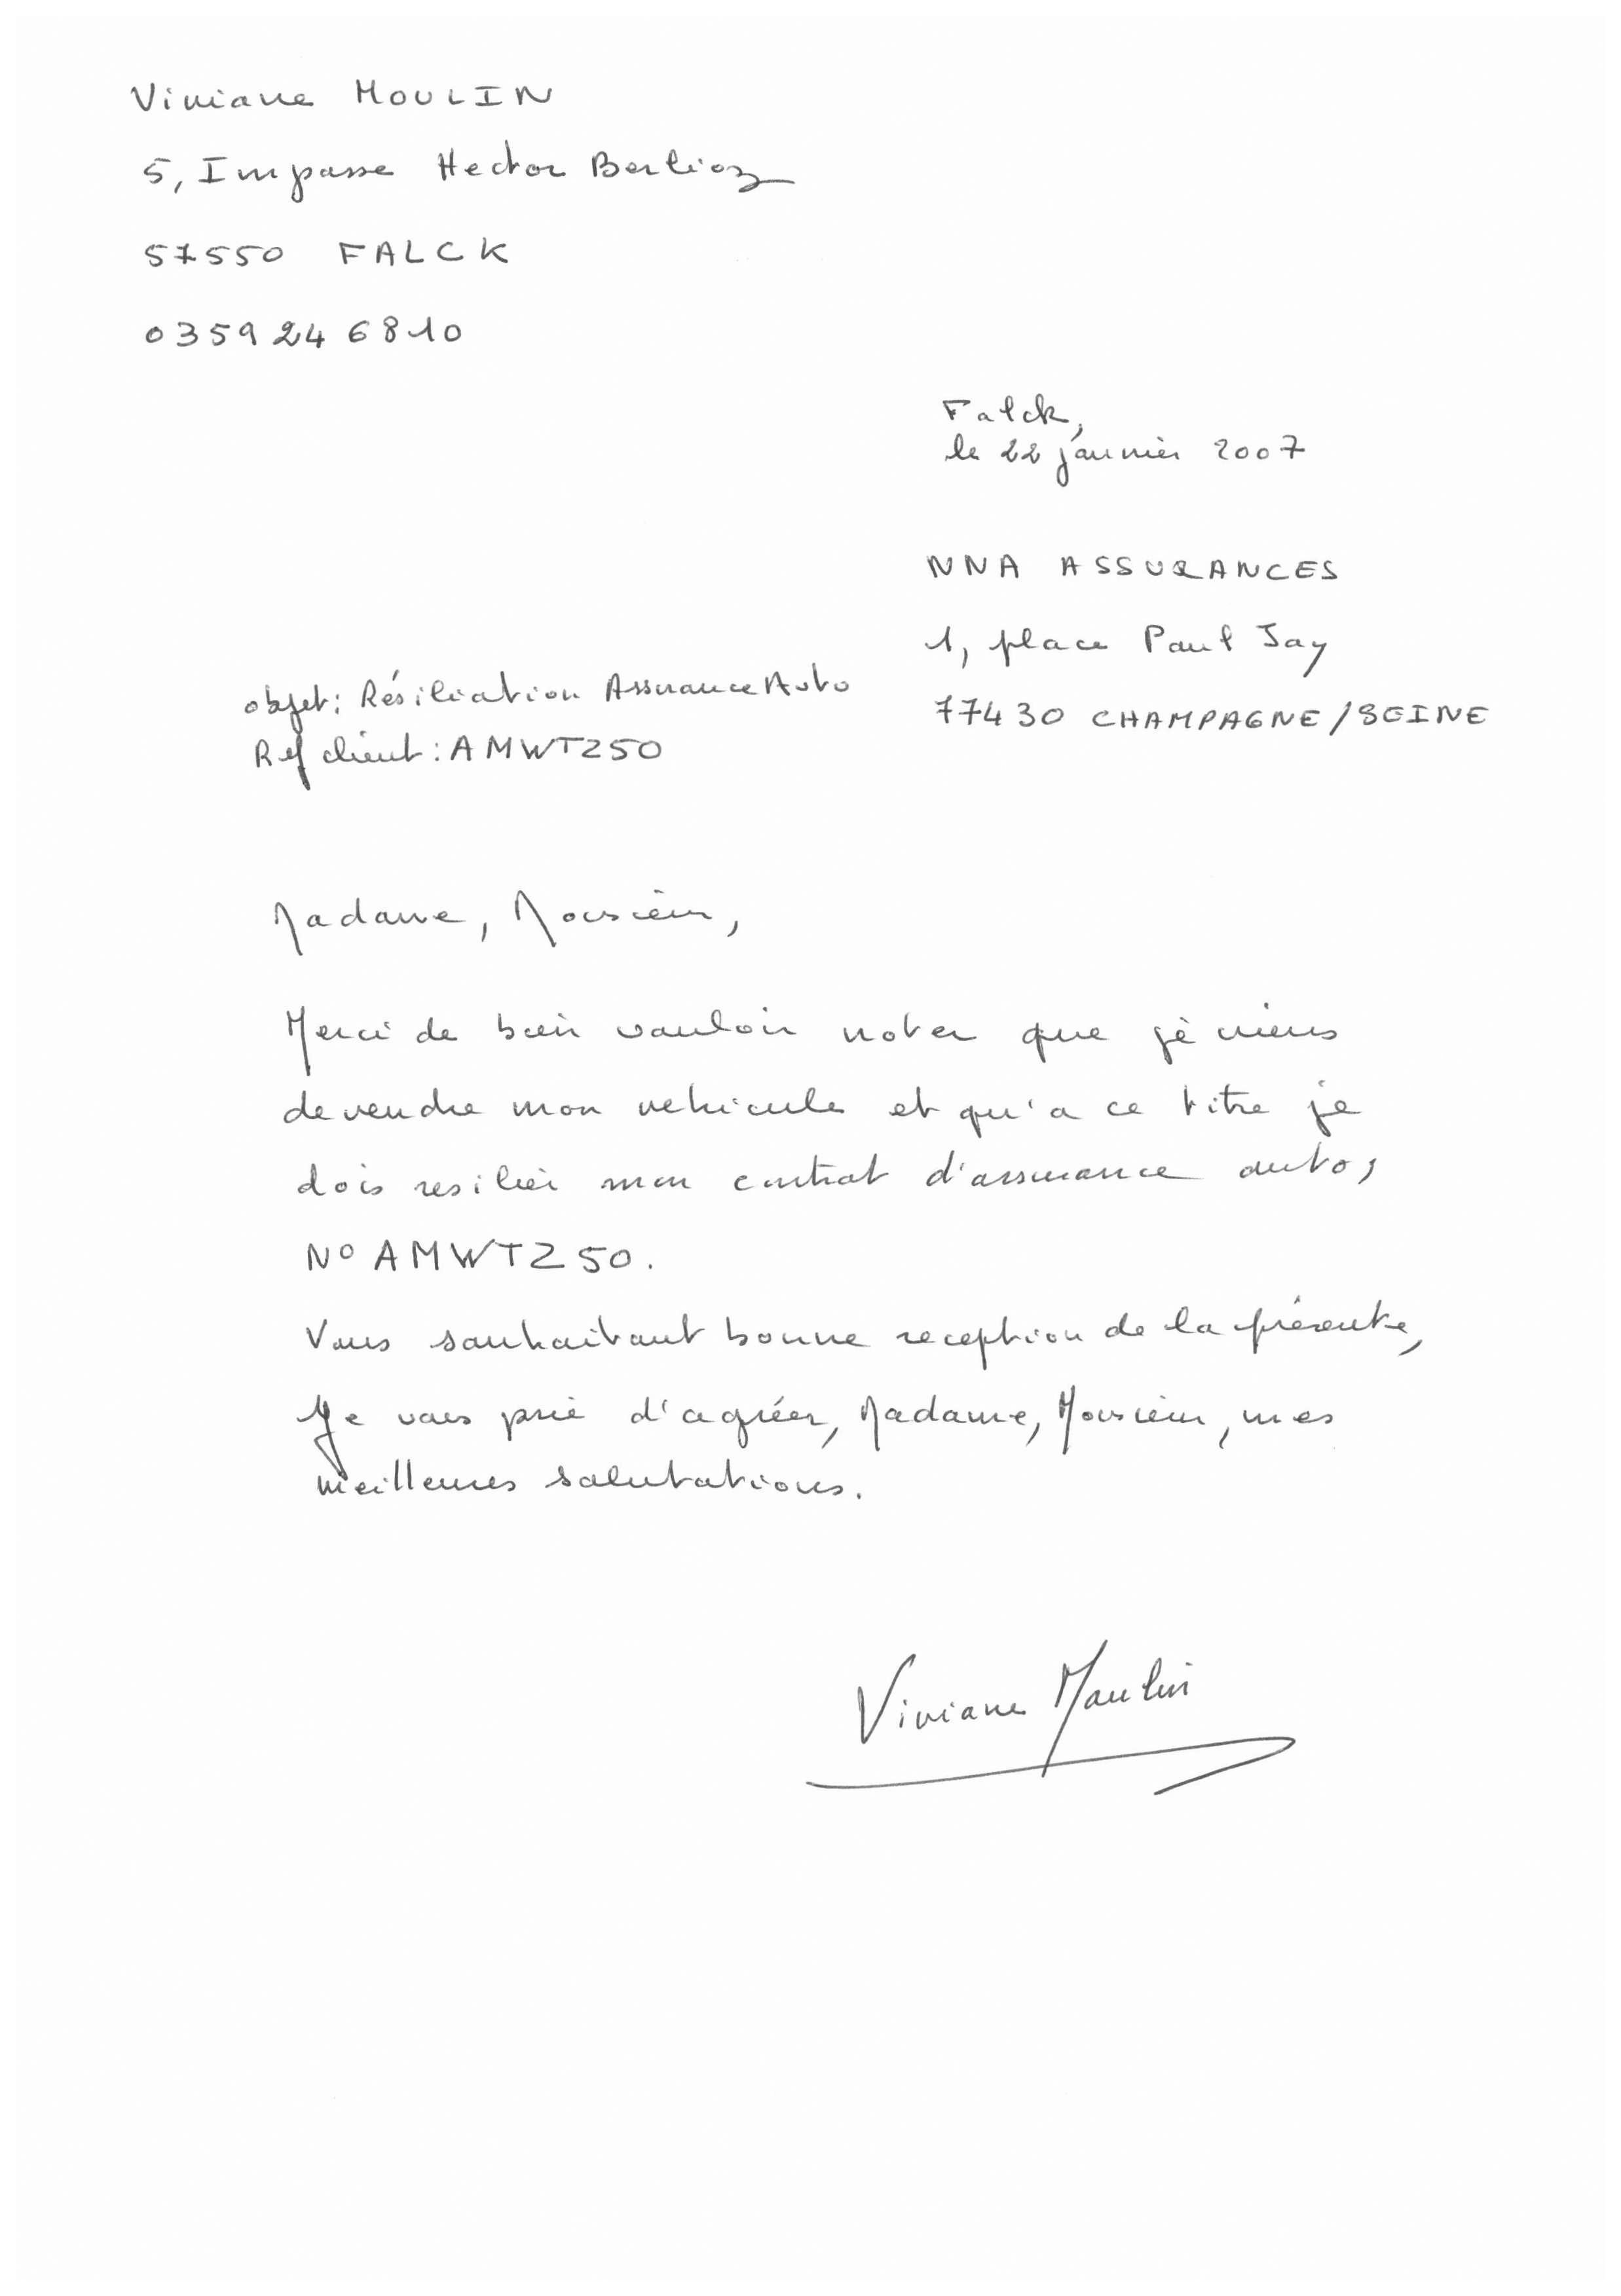 Viviane MOULIN
5, Impasse Hector Berlioz
57550 FALCK
0359246810
Falck,
le 22 janvier 2007
NNA ASSURANCES
1, place Paul Jay
77430 CHAMPAGNE/SEINE
objet: Résiliation Assurance Auto
Ref client: AMWTZ50
Madame, Monsieur,
Merci de bien vouloir noter que je viens
de vendre mon vehicule et qu'a ce titre je
dois resilier mon contrat d'assurance auto,
N° AMWTZ50.
Vous souhaitant bonne reception de la présente,
Je vous prie d'agréer, Madame, Monsieur, mes
meilleures salutations.
Viviane Moulin